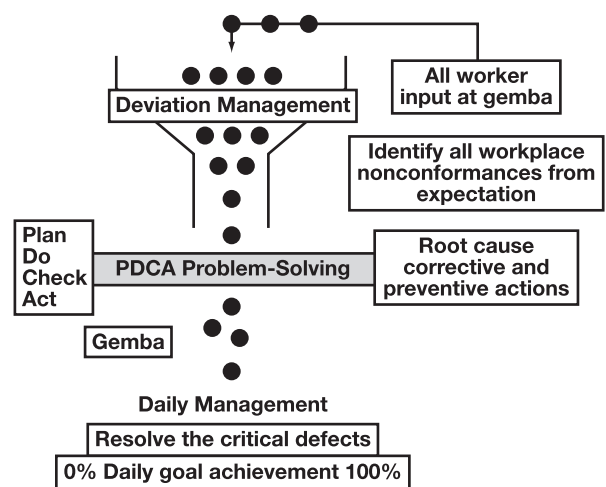 All worker
input at gemba
Deviation Management
Identify all workplace
nonconformances from
expectation
Plan
Do
Check
Act
PDCA Problem-Solving
Root cause
corrective and
preventive actions
Gemba
Daily Management
Resolve the critical defects
0% Daily goal achievement 100%